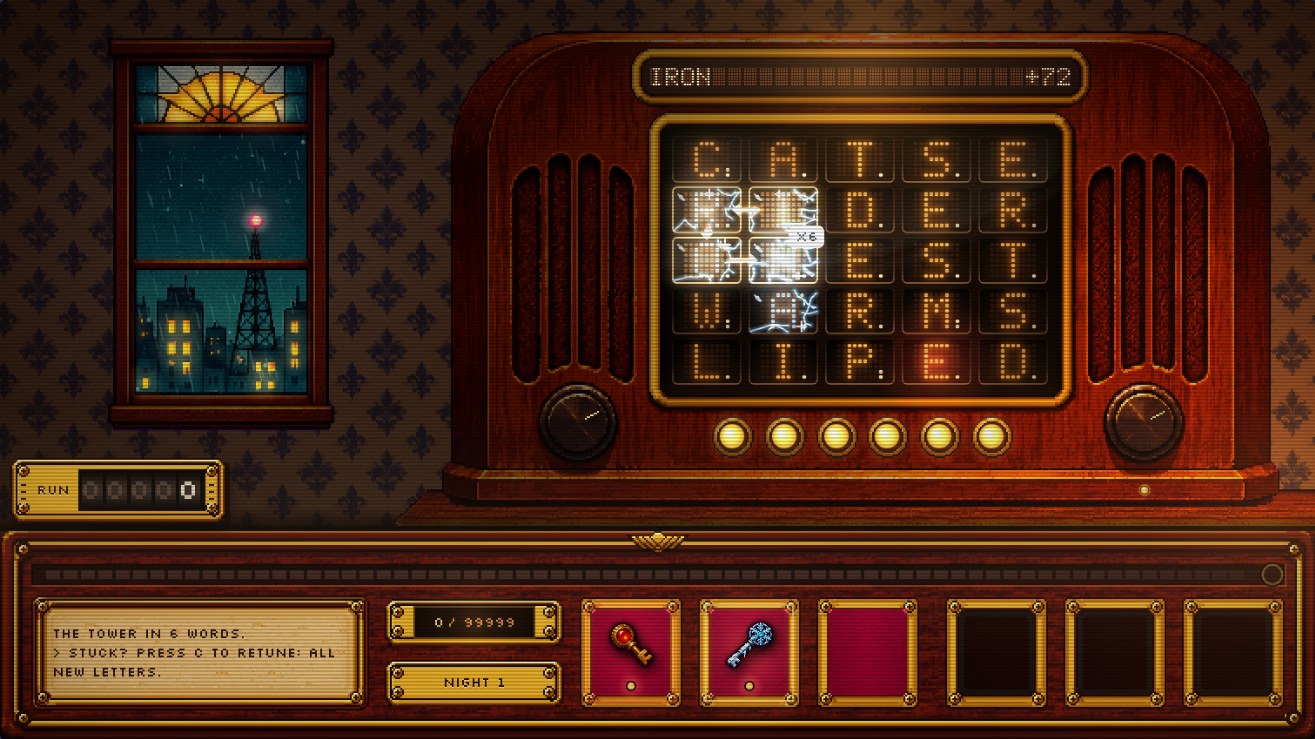 IRON +72
C. A. T. S. E.
D. E. R.
X6
E. S. T.
W. A. R. M. S.
L. I. P. E. D.
RUN 00000
THE TOWER IN 6 WORDS.
> STUCK? PRESS C TO RETUNE: ALL
NEW LETTERS.
0/ 99999
NIGHT 1